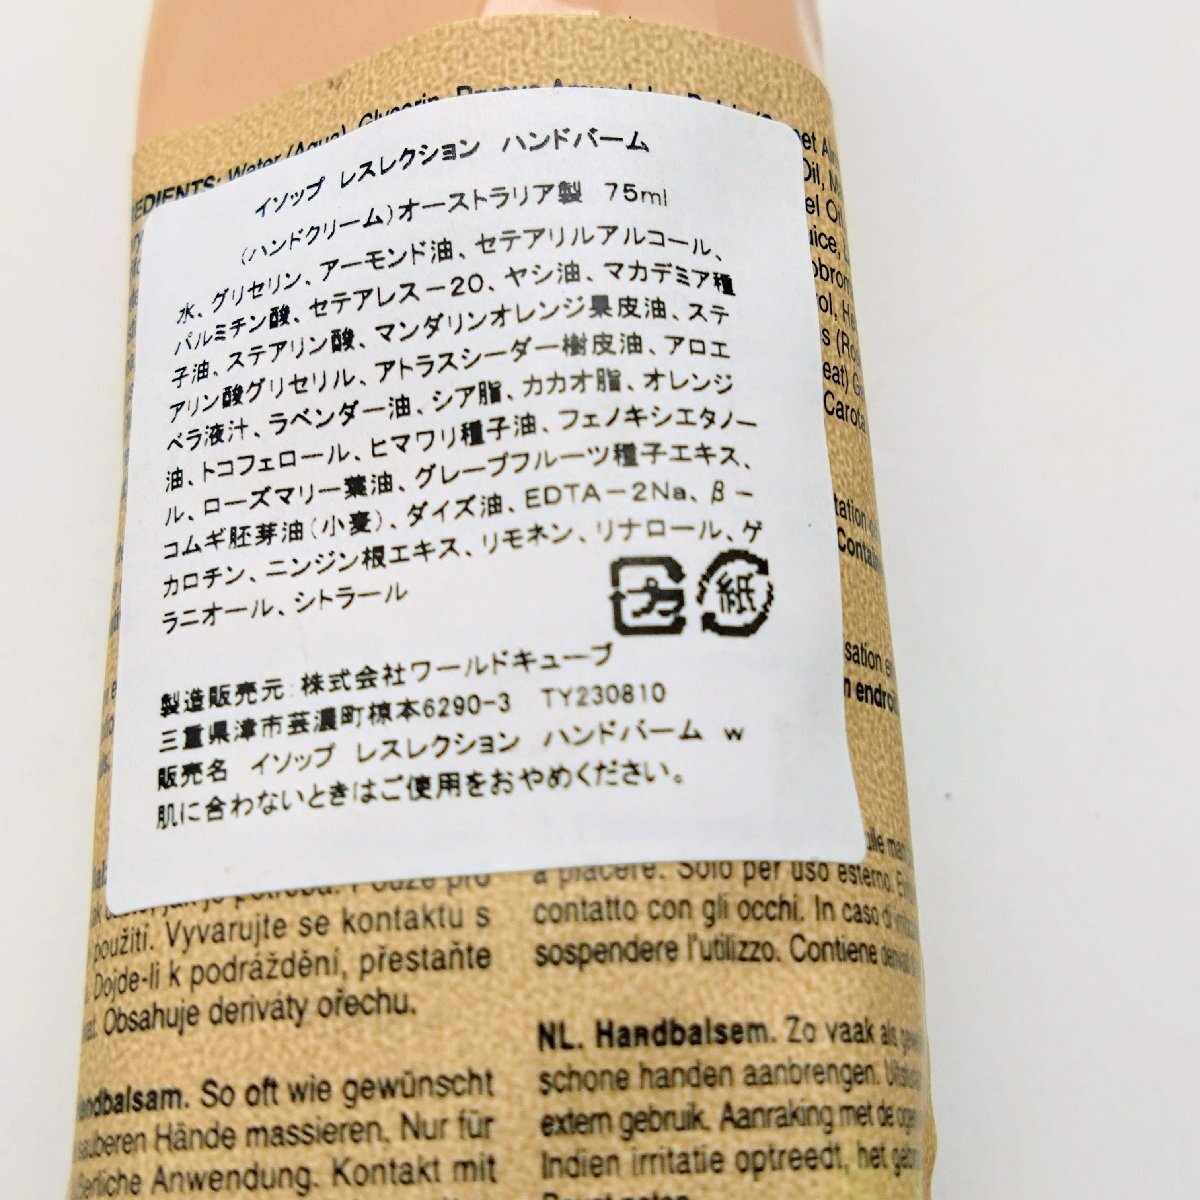 EDIENTS: Water (Aqua), Glycerin,
イソップ レスレクション ハンドバーム
(ハンドクリーム)オーストラリア製 75ml
水、グリセリン、アーモンド油、セテアリルアルコール、
パルミチン酸、セテアレス－20、ヤシ油、マカデミア種
子油、ステアリン酸、マンダリンオレンジ果皮油、ステ
アリン酸グリセリル、アトラスシーダー樹皮油、アロエ
ベラ液汁、ラベンダー油、シア脂、カカオ脂、オレンジ
油、トコフェロール、ヒマワリ種子油、フェノキシエタノー
ル、ローズマリー葉油、グレープフルーツ種子エキス、
コムギ胚芽油(小麦)、ダイズ油、EDTA－2Na、β－
カロチン、ニンジン根エキス、リモネン、リナロール、ゲ
ラニオール、シトラール
紙
製造販売元:株式会社ワールドキューブ
三重県津市芸濃町椋本6290-3 TY230810
販売名 イソップ レスレクション ハンドバーム w
肌に合わないときはご使用をおやめください。
použití. Vyvarujte se kontaktu s
Dojde-li k podráždění, přestaňte
Obsahuje deriváty ořechu.
ndbalsam. So oft wie gewünscht
auberen Hände massieren. Nur für
erliche Anwendung. Kontakt mit
a piacere. Solo per uso esterno.
contatto con gli occhi. In caso di
sospendere l'utilizzo. Contiene
NL. Handbalsem. Zo vaak als
schone handen aanbrengen.
extern gebruik. Aanraking met de ogen
Indien irritatie optreedt, het